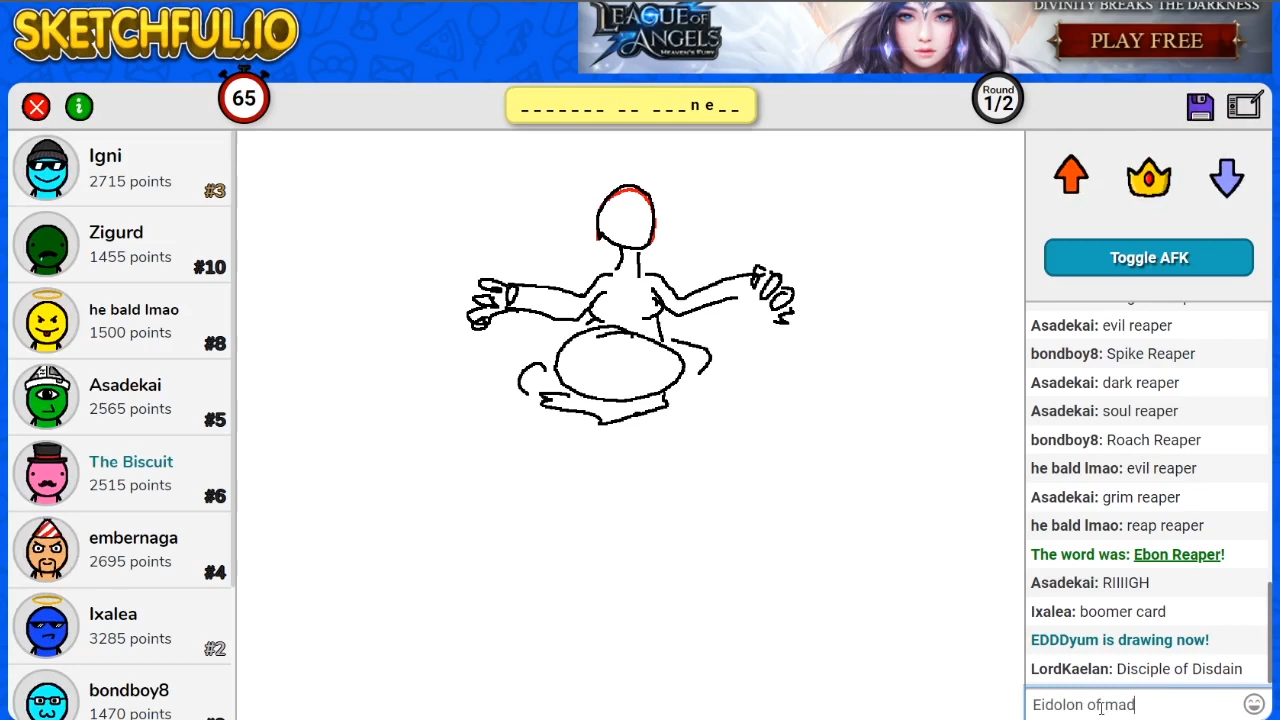 SKETCHFUL.IO
LEAGUE OF
ANGELS
HEAVEN'S FURY
DIVINITY BREAKS THE DARKNESS
PLAY FREE
65
_ _ _ _ _ _ _ _ _ _ _ _ n e _ _
Round
1/2
Igni
2715 points
#3
Zigurd
1455 points
#10
he bald lmao
1500 points
#8
Asadekai
2565 points
#5
The Biscuit
2515 points
#6
embernaga
2695 points
#4
Ixalea
3285 points
#2
bondboy8
1470 points
Toggle AFK
Asadekai: evil reaper
bondboy8: Spike Reaper
Asadekai: dark reaper
Asadekai: soul reaper
bondboy8: Roach Reaper
he bald lmao: evil reaper
Asadekai: grim reaper
he bald lmao: reap reaper
The word was: Ebon Reaper!
Asadekai: RIIIIGH
Ixalea: boomer card
EDDDyum is drawing now!
LordKaelan: Disciple of Disdain
Eidolon of mad